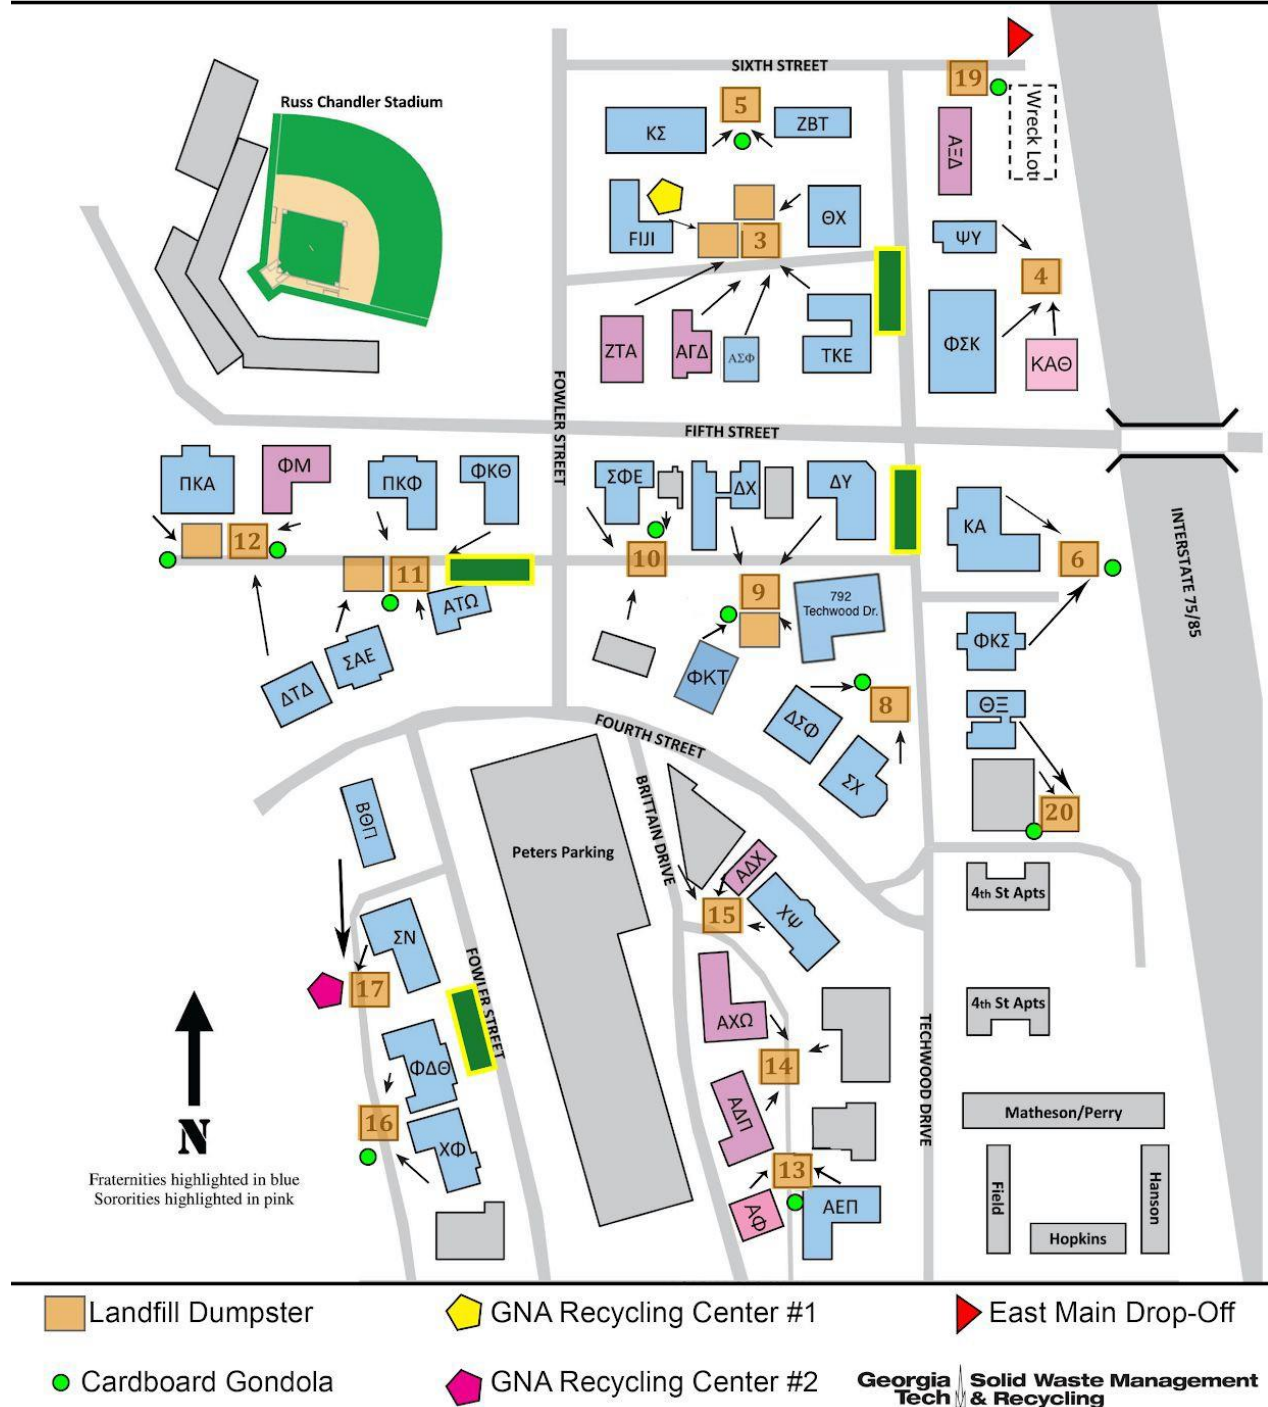 SIXTH STREET
19
Russ Chandler Stadium
5
Wreck Lot
ΚΣ
ΖΒΤ
ΑΞΔ
FIJI
3
ΘΧ
ΨΥ
4
ΖΤΑ
ΑΓΔ
ΑΣΦ
ΤΚΕ
ΦΣΚ
ΚΑΘ
FOWLER STREET
FIFTH STREET
ΠΚΑ
ΦΜ
ΠΚΦ
ΦΚΘ
ΣΦΕ
ΔΧ
ΔΥ
ΚΑ
INTERSTATE 75/85
12
11
10
9
6
ΑΤΩ
792
Techwood Dr.
ΣΑΕ
ΔΤΔ
ΦΚΤ
ΦΚΣ
8
ΔΣΦ
ΣΧ
ΘΞ
FOURTH STREET
20
BRITTAIN DRIVE
ΒΘΠ
Peters Parking
ΑΔΧ
4th St Apts
15
ΧΨ
ΣΝ
17
FOWLER STREET
ΑΧΩ
4th St Apts
TECHWOOD DRIVE
ΦΔΘ
14
16
ΑΔΠ
Matheson/Perry
N
ΧΦ
13
Fraternities highlighted in blue
Sororities highlighted in pink
ΑΦ
ΑΕΠ
Field
Hanson
Hopkins
Landfill Dumpster
GNA Recycling Center #1
East Main Drop-Off
Cardboard Gondola
GNA Recycling Center #2
Georgia
Tech
Solid Waste Management
& Recycling